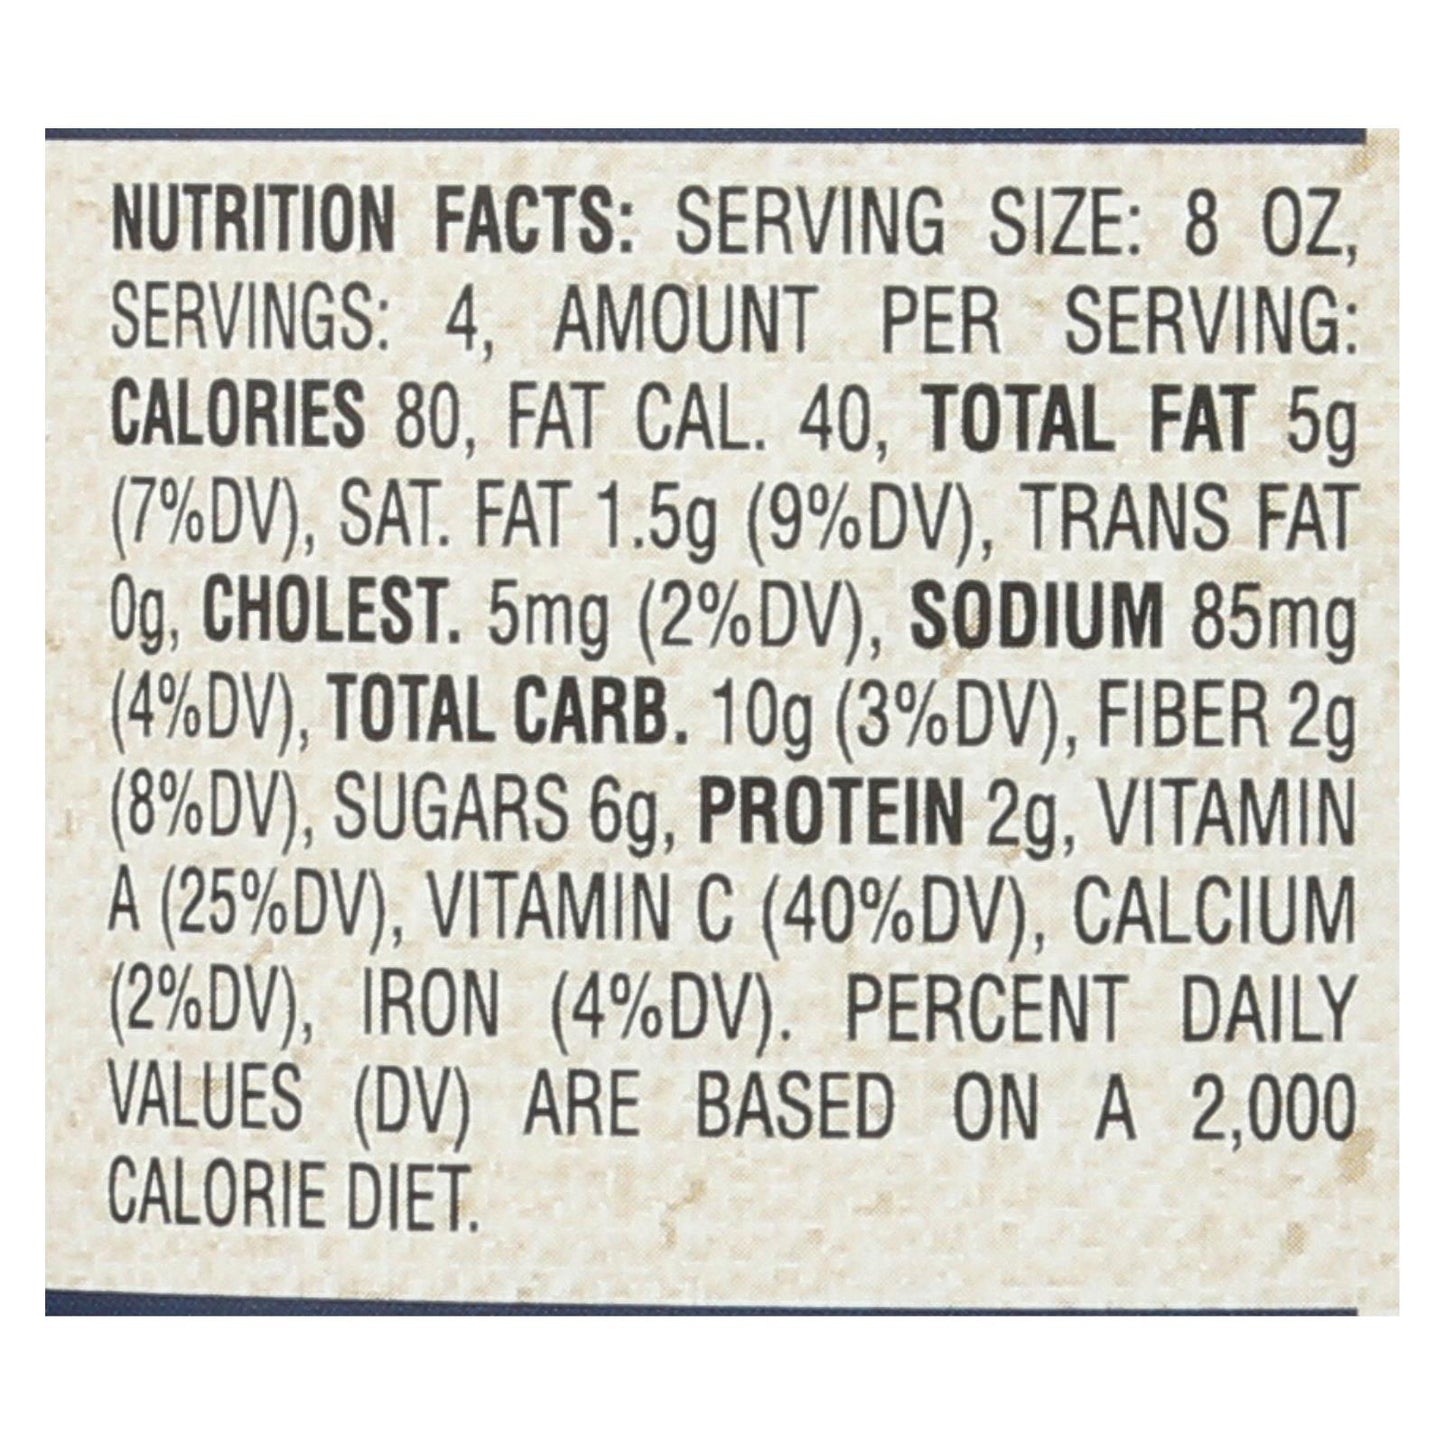 NUTRITION FACTS: SERVING SIZE: 8 OZ,
SERVINGS: 4, AMOUNT PER SERVING:
CALORIES 80, FAT CAL. 40, TOTAL FAT 5g
(7%DV), SAT. FAT 1.5g (9%DV), TRANS FAT
0g, CHOLEST. 5mg (2%DV), SODIUM 85mg
(4%DV), TOTAL CARB. 10g (3%DV), FIBER 2g
(8%DV), SUGARS 6g, PROTEIN 2g, VITAMIN
A (25%DV), VITAMIN C (40%DV), CALCIUM
(2%DV), IRON (4%DV). PERCENT DAILY
VALUES (DV) ARE BASED ON A 2,000
CALORIE DIET.